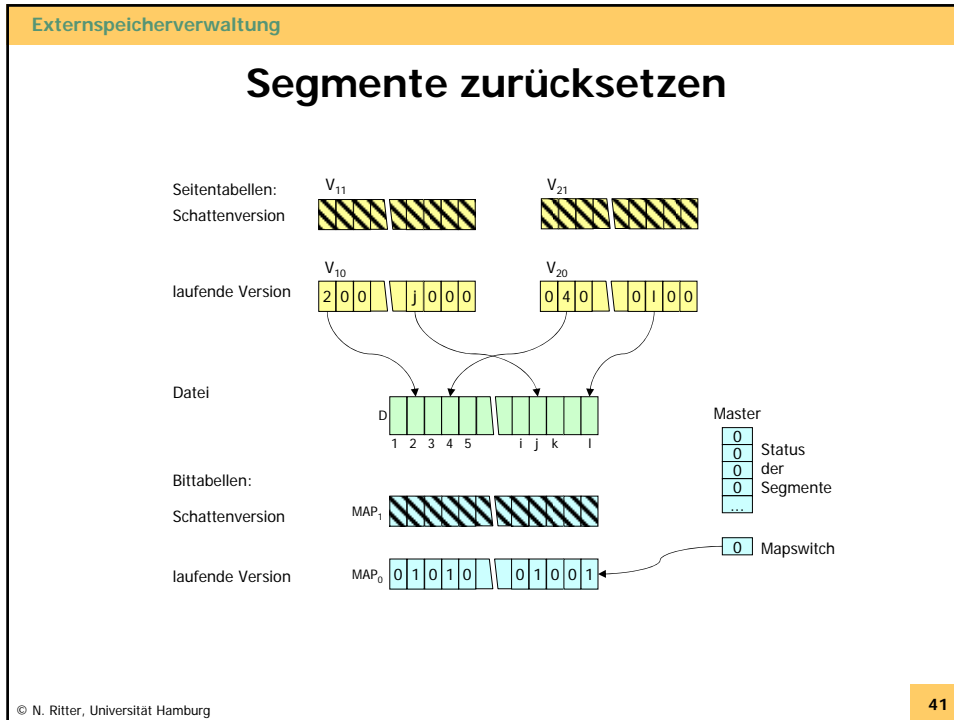 Externspeicherverwaltung
Segmente zurücksetzen
Seitentabellen:
V11 V21
Schattenversion
V10 V20
laufende Version
2 0 0 j 0 0 0 0 4 0 0 l 0 0
Datei
D
1 2 3 4 5 i j k l
Master
0
0 Status
0 der
0 Segmente
...
Bittabellen:
Schattenversion MAP1
0 Mapswitch
laufende Version MAP0 0 1 0 1 0 0 1 0 0 1
© N. Ritter, Universität Hamburg
41